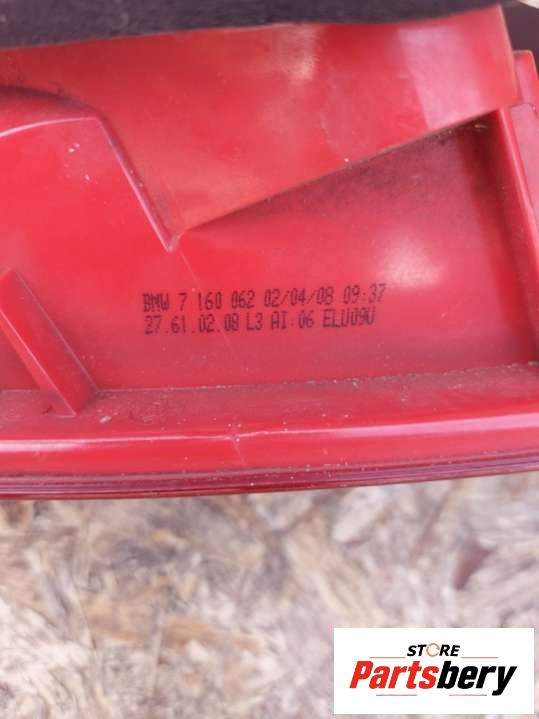 BMW 7 160 062 02/04/08 09:37
27.61.02.08 L3 AI:06 ELU09U
STORE
Partsbery